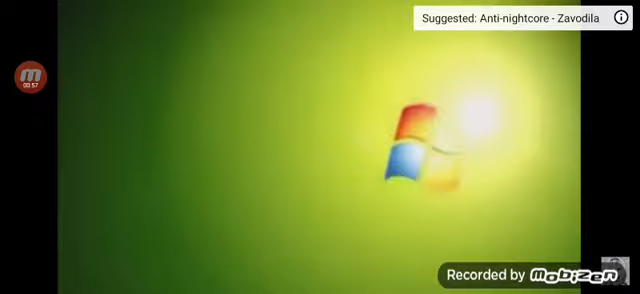 Suggested: Anti-nightcore - Zavodila
m
00:57
Recorded by Mobizen